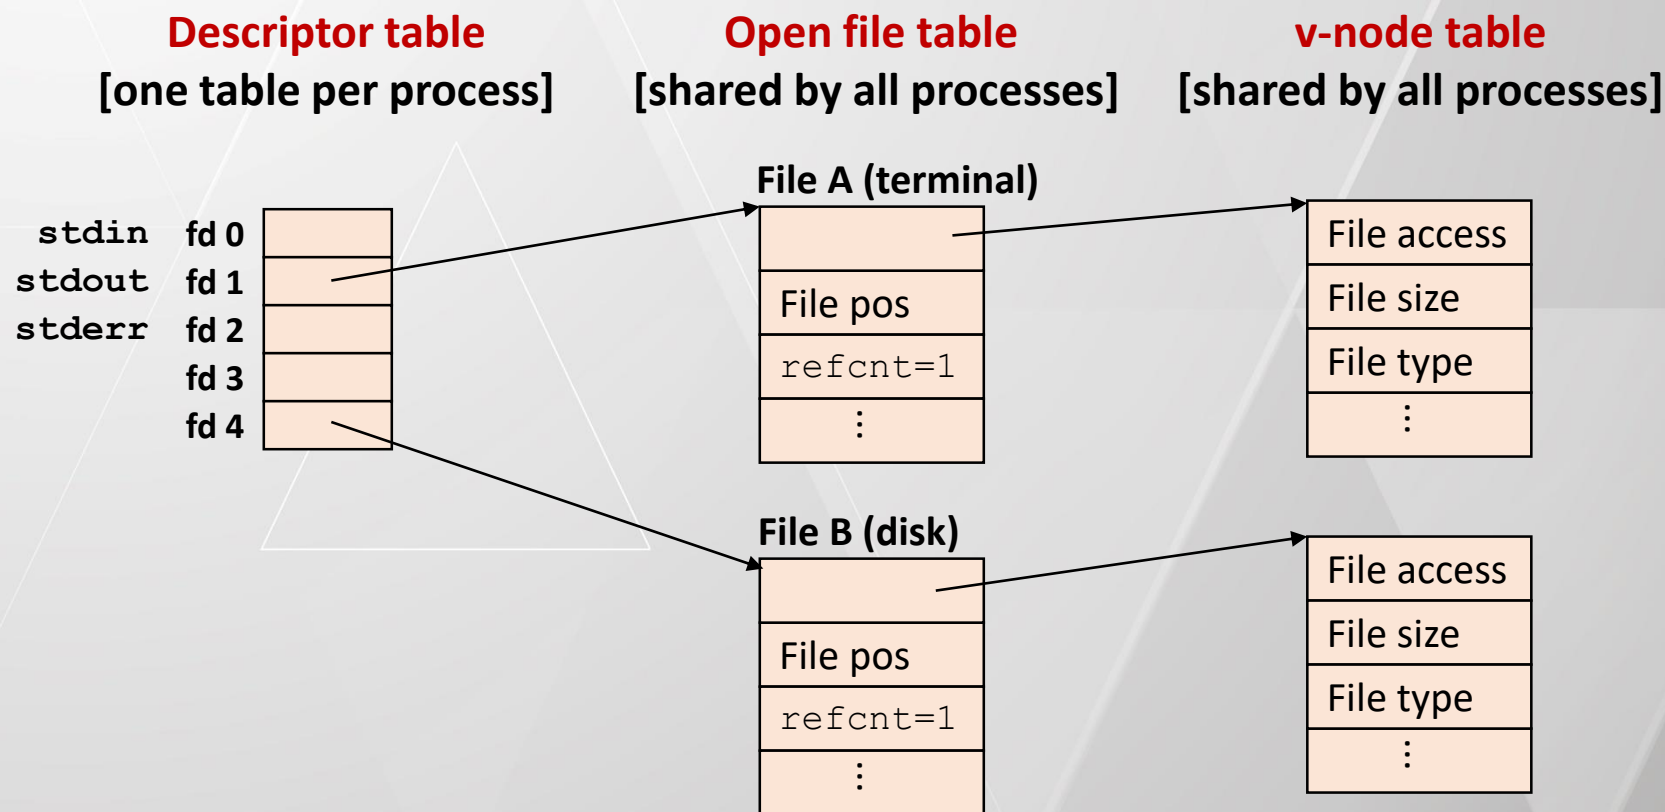 Descriptor table
[one table per process]
Open file table
[shared by all processes]
v-node table
[shared by all processes]
stdin fd 0
stdout fd 1
stderr fd 2
fd 3
fd 4
File A (terminal)
File pos
refcnt=1
⋮
File access
File size
File type
⋮
File B (disk)
File pos
refcnt=1
⋮
File access
File size
File type
⋮